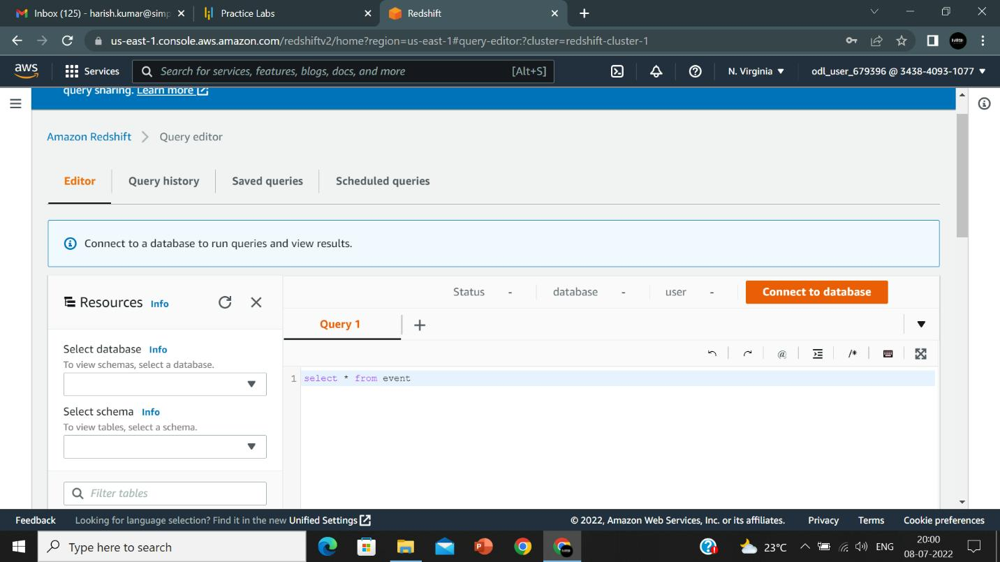 Inbox (125) - harish.kumar@simp
Practice Labs
Redshift
us-east-1.console.aws.amazon.com/redshiftv2/home?region=us-east-1#query-editor:?cluster=redshift-cluster-1
aws
Services
Search for services, features, blogs, docs, and more
[Alt+S]
N. Virginia
odl_user_679396 @ 3438-4093-1077
query sharing. Learn more
Amazon Redshift
Query editor
Editor
Query history
Saved queries
Scheduled queries
Connect to a database to run queries and view results.
Resources Info
Status -
database -
user -
Connect to database
Query 1
Select database Info
To view schemas, select a database.
Select schema Info
To view tables, select a schema.
Filter tables
@
/*
1 select * from event
Feedback
Looking for language selection? Find it in the new Unified Settings
© 2022, Amazon Web Services, Inc. or its affiliates.
Privacy
Terms
Cookie preferences
Type here to search
23°C
ENG
20:00
08-07-2022